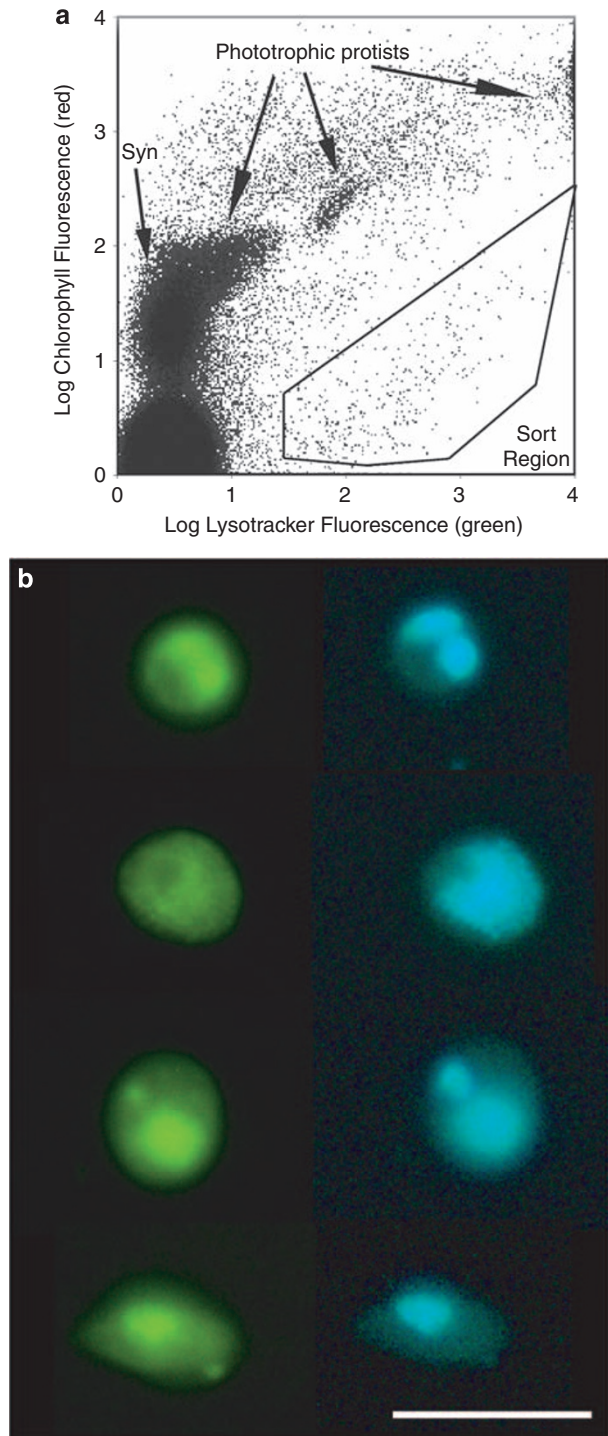 a
4
Phototrophic protists
3
Syn
2
1
0
Log Chlorophyll Fluorescence (red)
Sort
Region
0 1 2 3 4
Log Lysotracker Fluorescence (green)
b